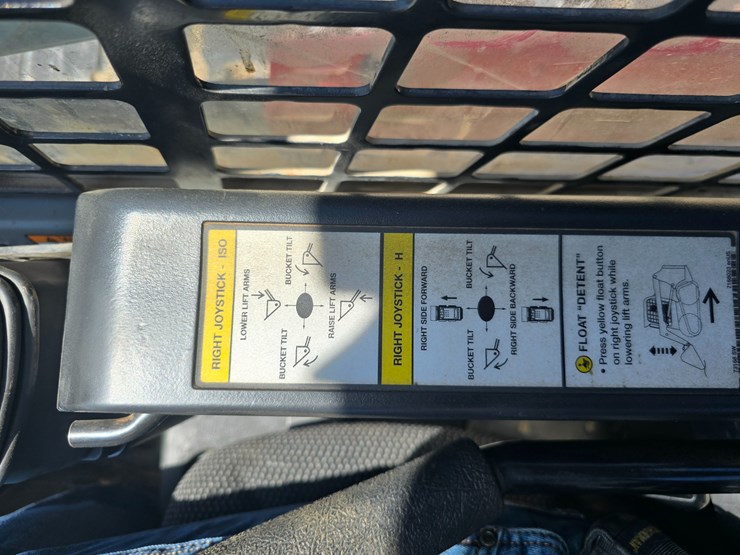 RIGHT JOYSTICK - ISO
LOWER LIFT ARMS
BUCKET TILT
BUCKET TILT
RAISE LIFT ARMS
RIGHT JOYSTICK - H
RIGHT SIDE FORWARD
BUCKET TILT
BUCKET TILT
RIGHT SIDE BACKWARD
FLOAT "DETENT"
• Press yellow float button
on right joystick while
lowering lift arms.